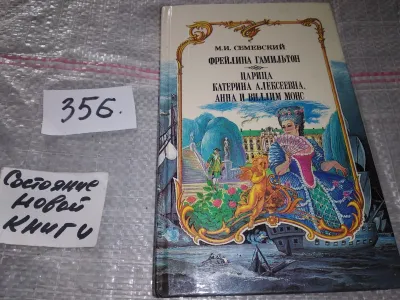 М.И. СЕМЕВСКИЙ
ФРЕЙЛИНА ГАМИЛЬТОН
ЦАРИЦА
КАТЕРИНА АЛЕКСЕЕВНА,
АННА И ВИЛЛИМ МОНС
356.
Состояние
новой
книги